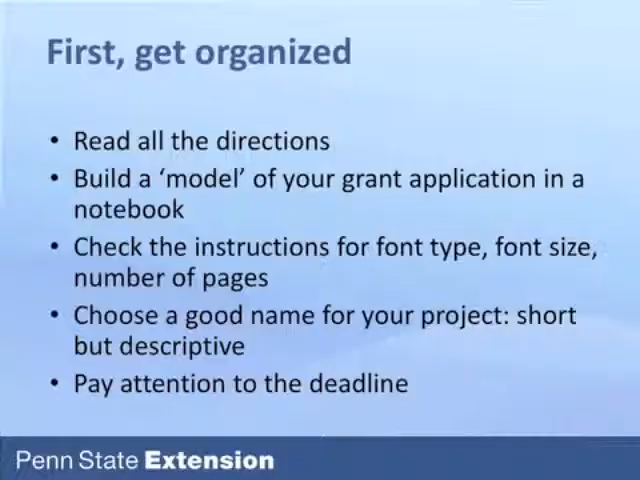 First, get organized
• Read all the directions
• Build a ‘model’ of your grant application in a
notebook
• Check the instructions for font type, font size,
number of pages
• Choose a good name for your project: short
but descriptive
• Pay attention to the deadline
Penn State Extension